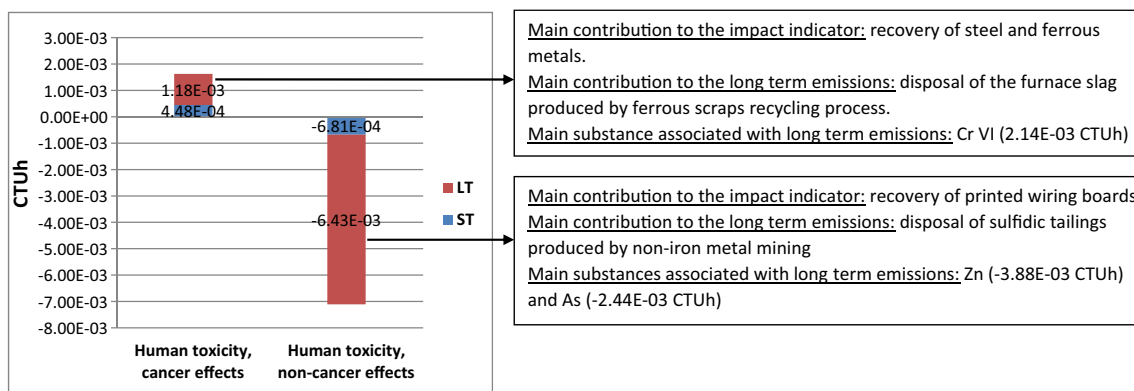 3.00E-03
2.00E-03
1.00E-03
0.00E+00
-1.00E-03
-2.00E-03
-3.00E-03
-4.00E-03
-5.00E-03
-6.00E-03
-7.00E-03
-8.00E-03
CTUh
1.18E-03
4.48E-04
-6.81E-04
-6.43E-03
LT
ST
Human toxicity,
cancer effects
Human toxicity,
non-cancer effects
Main contribution to the impact indicator: recovery of steel and ferrous
metals.
Main contribution to the long term emissions: disposal of the furnace slag
produced by ferrous scraps recycling process.
Main substance associated with long term emissions: Cr VI (2.14E-03 CTUh)
Main contribution to the impact indicator: recovery of printed wiring boards
Main contribution to the long term emissions: disposal of sulfidic tailings
produced by non-iron metal mining
Main substances associated with long term emissions: Zn (-3.88E-03 CTUh)
and As (-2.44E-03 CTUh)